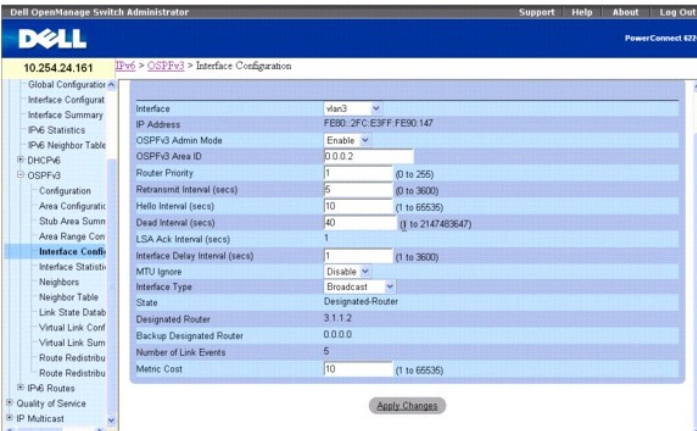 Dell OpenManage Switch Administrator
Support Help About Log Out
DELL
PowerConnect 622
10.254.24.161
IPv6 > OSPFv3 > Interface Configuration
Global Configuration
Interface Configurat
Interface Summary
IPv6 Statistics
IPv6 Neighbor Table
DHCPv6
OSPFv3
Configuration
Area Configuratio
Stub Area Summ
Area Range Con
Interface Confi
Interface Statisti
Neighbors
Neighbor Table
Link State Datab
Virtual Link Conf
Virtual Link Sum
Route Redistribu
Route Redistribu
IPv6 Routes
Quality of Service
IP Multicast
Interface vlan3
IP Address FE80::2FC:E3FF:FE90:147
OSPFv3 Admin Mode Enable
OSPFv3 Area ID 0.0.0.2
Router Priority 1 (0 to 255)
Retransmit Interval (secs) 5 (0 to 3600)
Hello Interval (secs) 10 (1 to 65535)
Dead Interval (secs) 40 to 2147483647)
LSA Ack Interval (secs) 1
Interface Delay Interval (secs) 1 (1 to 3600)
MTU Ignore Disable
Interface Type Broadcast
State Designated-Router
Designated Router 3.1.1.2
Backup Designated Router 0.0.0.0
Number of Link Events 5
Metric Cost 10 (1 to 65535)
Apply Changes